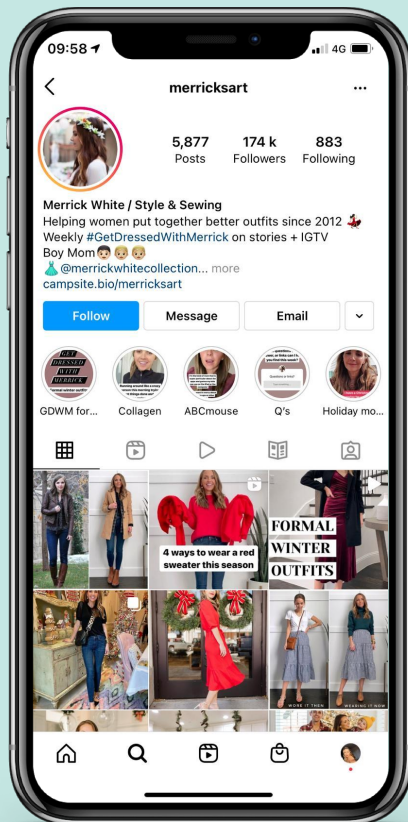 09:58
4G
merricksart
5,877 174 k 883
Posts Followers Following
Merrick White / Style & Sewing
Helping women put together better outfits since 2012 💃🏻
Weekly #GetDressedWithMerrick on stories + IGTV
Boy Mom👦🏻👶🏼👶🏼
👗@merrickwhitecollection... more
campsite.bio/merricksart
Follow Message Email
GET
DRESSED
WITH
MERRICK
GDWM for... Collagen ABCmouse Q's Holiday mo...
4 ways to wear a red
sweater this season
FORMAL
WINTER
OUTFITS
WORE IT THEN WEARING IT NOW